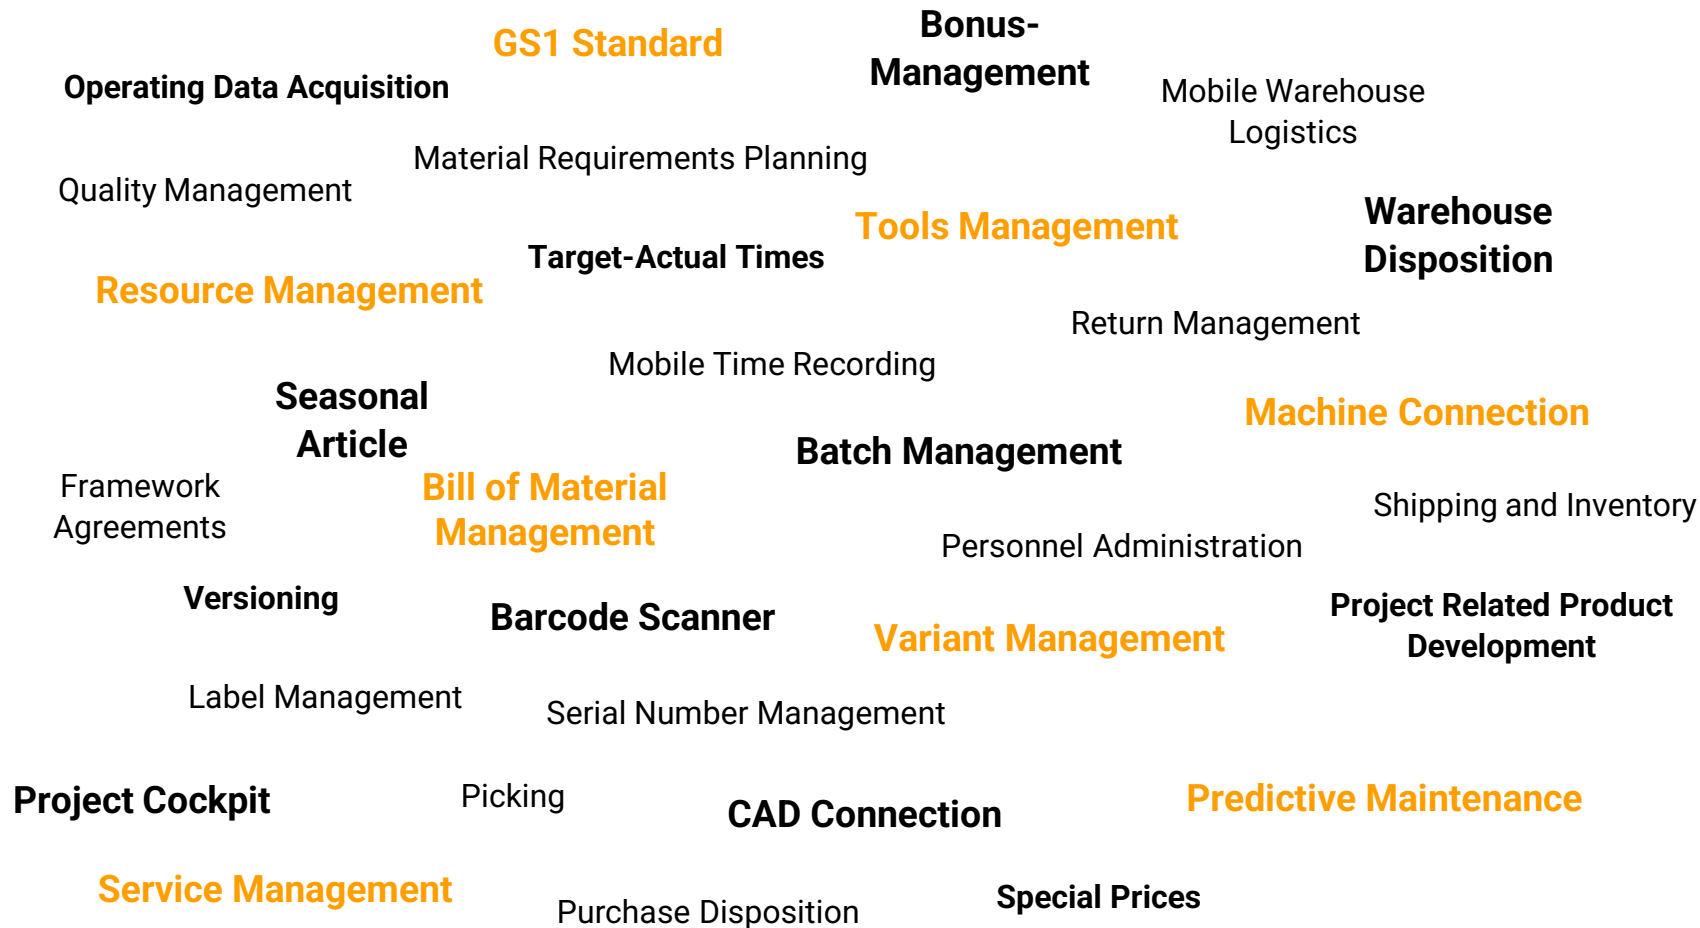 GS1 Standard
Bonus-
Management
Operating Data Acquisition
Mobile Warehouse
Logistics
Material Requirements Planning
Quality Management
Tools Management
Warehouse
Disposition
Target-Actual Times
Resource Management
Return Management
Mobile Time Recording
Seasonal
Article
Machine Connection
Batch Management
Framework
Agreements
Bill of Material
Management
Shipping and Inventory
Personnel Administration
Versioning
Barcode Scanner
Variant Management
Project Related Product
Development
Label Management
Serial Number Management
Project Cockpit
Picking
CAD Connection
Predictive Maintenance
Service Management
Purchase Disposition
Special Prices